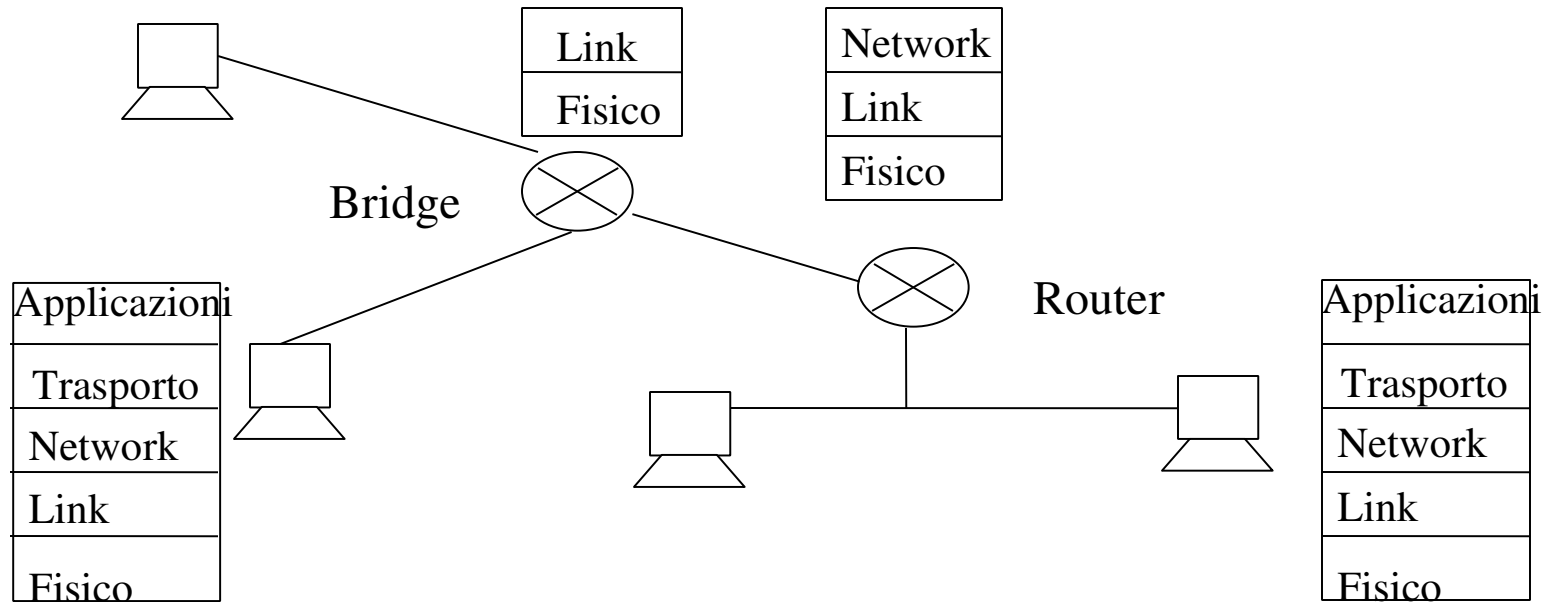 Link
Fisico
Network
Link
Fisico
Bridge
Router
Applicazioni
Trasporto
Network
Link
Fisico
Applicazioni
Trasporto
Network
Link
Fisico